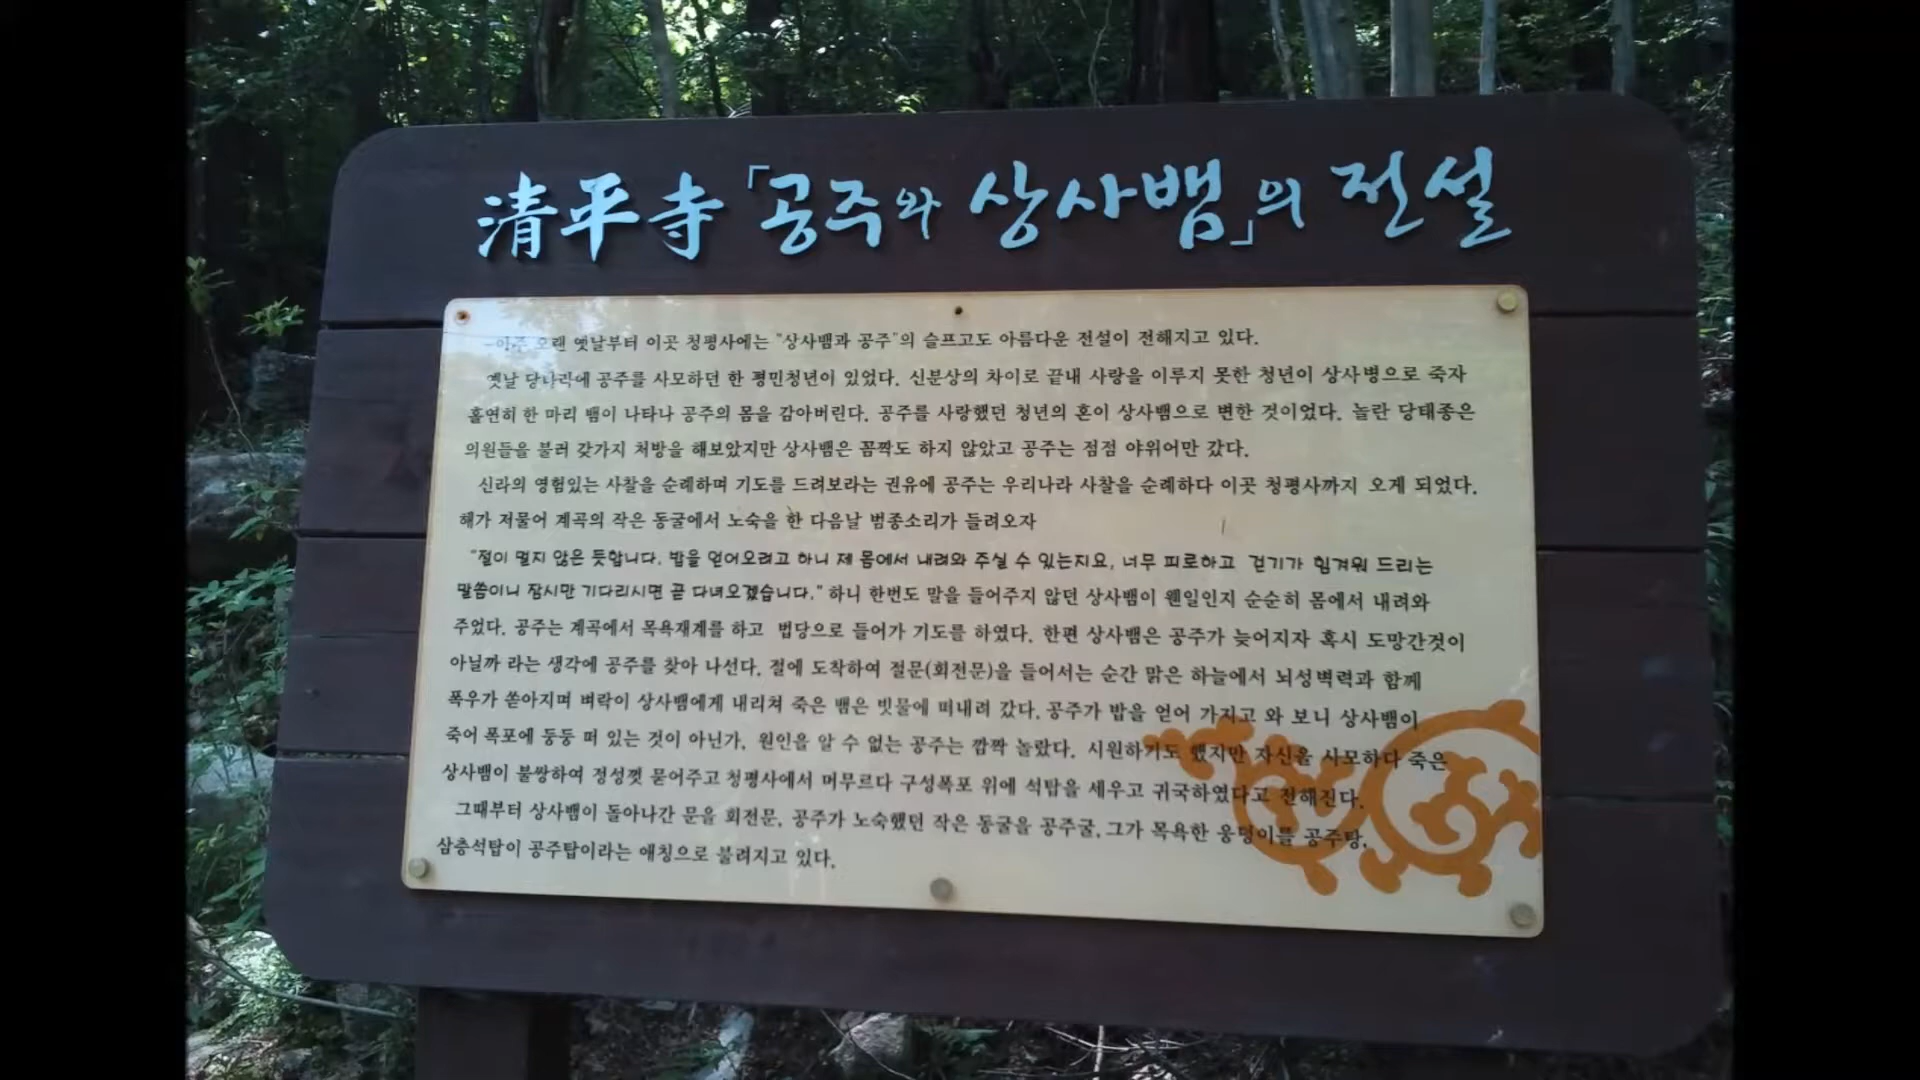 淸平寺 「공주와 상사뱀」의 전설
아주 오랜 옛날부터 이곳 청평사에는 "상사뱀과 공주"의 슬프고도 아름다운 전설이 전해지고 있다.
옛날 당나라에 공주를 사모하던 한 평민청년이 있었다. 신분상의 차이로 끝내 사랑을 이루지 못한 청년이 상사병으로 죽자
홀연히 한 마리 뱀이 나타나 공주의 몸을 감아버린다. 공주를 사랑했던 청년의 혼이 상사뱀으로 변한 것이었다. 놀란 당태종은
의원들을 불러 갖가지 처방을 해보았지만 상사뱀은 꼼짝도 하지 않았고 공주는 점점 야위어만 갔다.
신라의 영험있는 사찰을 순례하며 기도를 드려보라는 권유에 공주는 우리나라 사찰을 순례하다 이곳 청평사까지 오게 되었다.
해가 저물어 계곡의 작은 동굴에서 노숙을 한 다음날 범종소리가 들려오자
"절이 멀지 않은 듯합니다. 밥을 얻어오려고 하니 제 몸에서 내려와 주실 수 있는지요, 너무 피로하고 걷기가 힘겨워 드리는
말씀이니 잠시만 기다리시면 곧 다녀오겠습니다." 하니 한번도 말을 들어주지 않던 상사뱀이 웬일인지 순순히 몸에서 내려와
주었다. 공주는 계곡에서 목욕재계를 하고 법당으로 들어가 기도를 하였다. 한편 상사뱀은 공주가 늦어지자 혹시 도망간것이
아닐까 라는 생각에 공주를 찾아 나선다. 절에 도착하여 절문(회전문)을 들어서는 순간 맑은 하늘에서 뇌성벽력과 함께
폭우가 쏟아지며 벼락이 상사뱀에게 내리쳐 죽은 뱀은 빗물에 떠내려 갔다. 공주가 밥을 얻어 가지고 와 보니 상사뱀이
죽어 폭포에 둥둥 떠 있는 것이 아닌가. 원인을 알 수 없는 공주는 깜짝 놀랐다. 시원하기도 했지만 자신을 사모하다 죽은
상사뱀이 불쌍하여 정성껏 묻어주고 청평사에서 머무르다 구성폭포 위에 석탑을 세우고 귀국하였다고 전해진다.
그때부터 상사뱀이 돌아나간 문을 회전문, 공주가 노숙했던 작은 동굴을 공주굴, 그가 목욕한 웅덩이를 공주탕,
삼층석탑이 공주탑이라는 애칭으로 불려지고 있다.